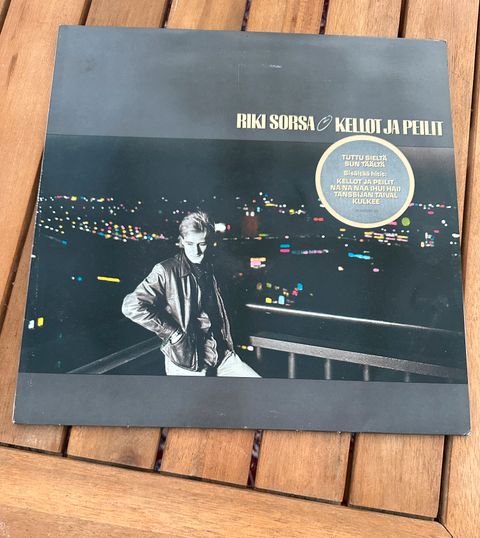 RIKI SORSA KELLOT JA PEILIT
TUTTU SIELTÄ
SUN TÄÄLTÄ
Sisältää hitit:
KELLOT JA PEILIT
NA NA NAA (HUI HAI)
TANSSIJAN TAIVAL
KULKEE